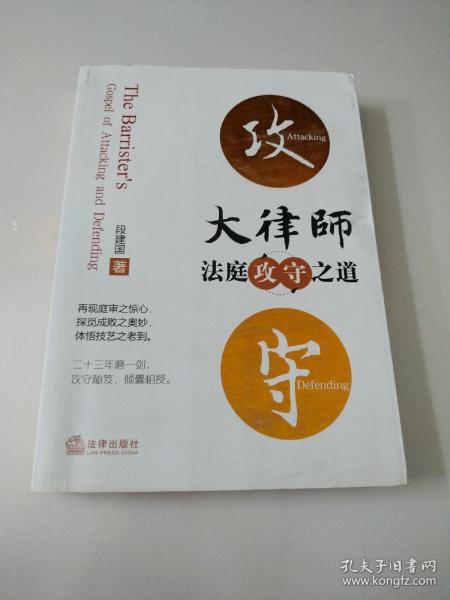 The Barrister's
Gospel of Attacking and Defending
段建国
著
攻
Attacking
大律師
法庭攻守之道
守
Defending
再现庭审之惊心，
探觅成败之奥妙，
体悟技艺之老到。
二十三年磨一剑，
攻守秘笈，倾囊相授。
法律出版社
LAW PRESS·CHINA
孔夫子旧书网
www.kongfz.com